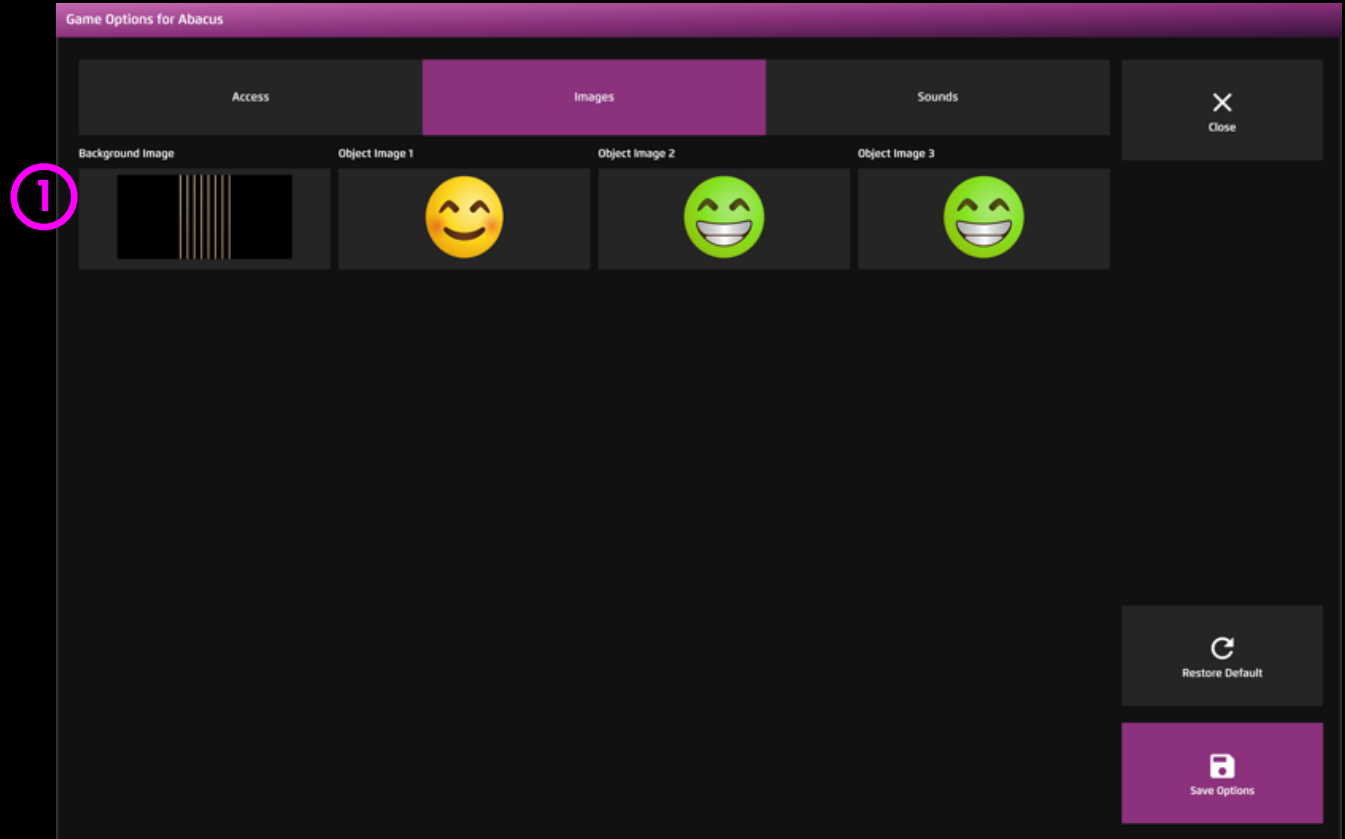 Game Options for Abacus
Access
Images
Sounds
Close
Background Image
Object Image 1
Object Image 2
Object Image 3
1
Restore Default
Save Options